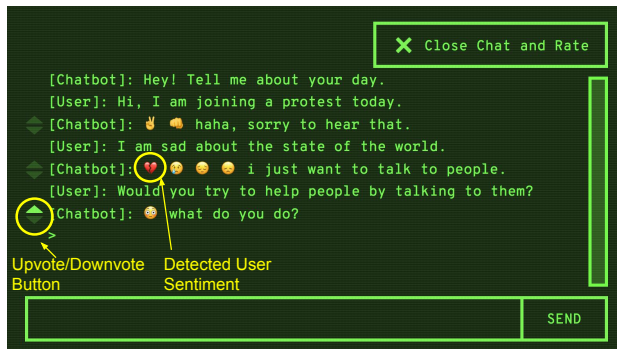 Close Chat and Rate
[Chatbot]: Hey! Tell me about your day.
[User]: Hi, I am joining a protest today.
[Chatbot]: ✌ 👊 haha, sorry to hear that.
[User]: I am sad about the state of the world.
[Chatbot]: 💔 😢 😔 😞 i just want to talk to people.
[User]: Would you try to help people by talking to them?
[Chatbot]: 😳 what do you do?
>
Upvote/Downvote
Button
Detected User
Sentiment
SEND